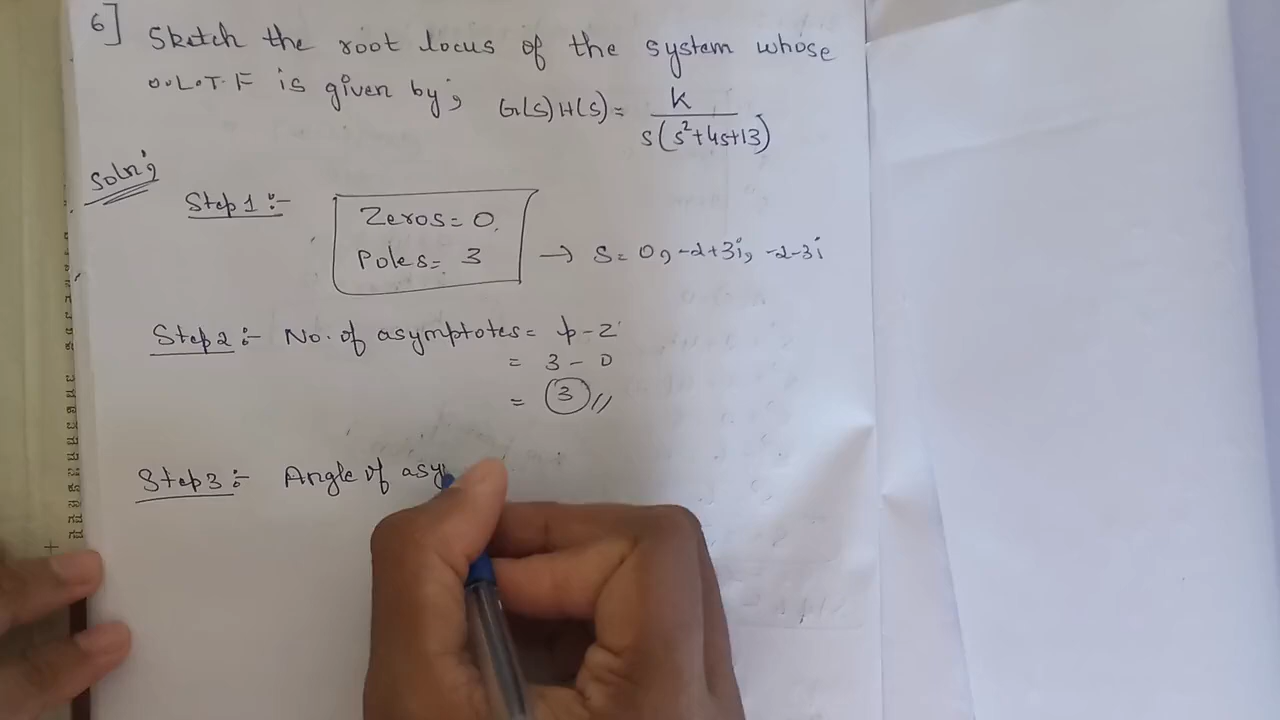 6] Sketch the root locus of the system whose
O.L.T.F is given by; G(s)H(s) = K / s(s²+4s+13)
Soln;
Step 1 :-
Zeros = 0,
Poles = 3 → s = 0, -2+3i, -2-3i
Step 2 :- No. of asymptotes = p - z
= 3 - 0
= 3 //
Step 3 :- Angle of asy